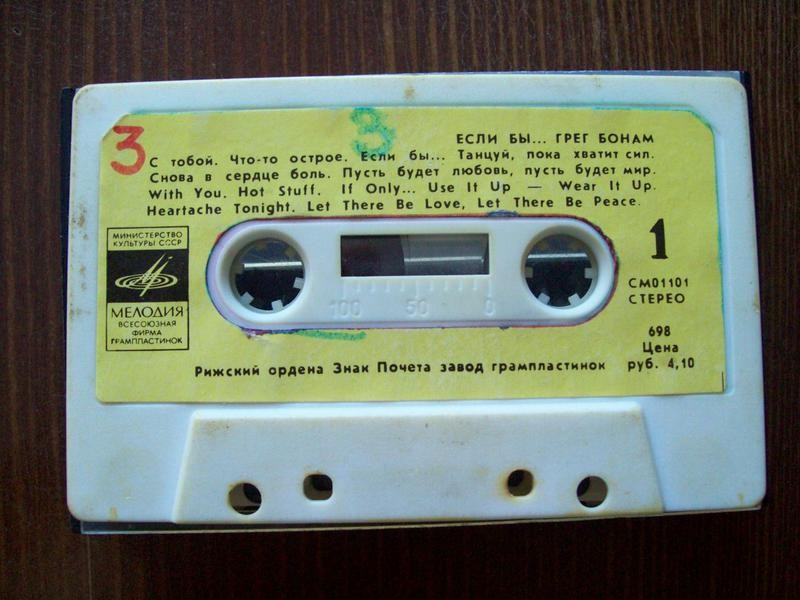 3
3
ЕСЛИ БЫ... ГРЕГ БОНАМ
С тобой. Что-то острое. Если бы... Танцуй, пока хватит сил.
Снова в сердце боль. Пусть будет любовь, пусть будет мир.
With You. Hot Stuff. If Only... Use It Up — Wear It Up.
Heartache Tonight. Let There Be Love, Let There Be Peace.
МИНИСТЕРСТВО
КУЛЬТУРЫ СССР
МЕЛОДИЯ
ВСЕСОЮЗНАЯ
ФИРМА
ГРАМПЛАСТИНОК
1
СМ01101
СТЕРЕО
100 50 0
698
Цена
руб. 4,10
Рижский ордена Знак Почета завод грампластинок